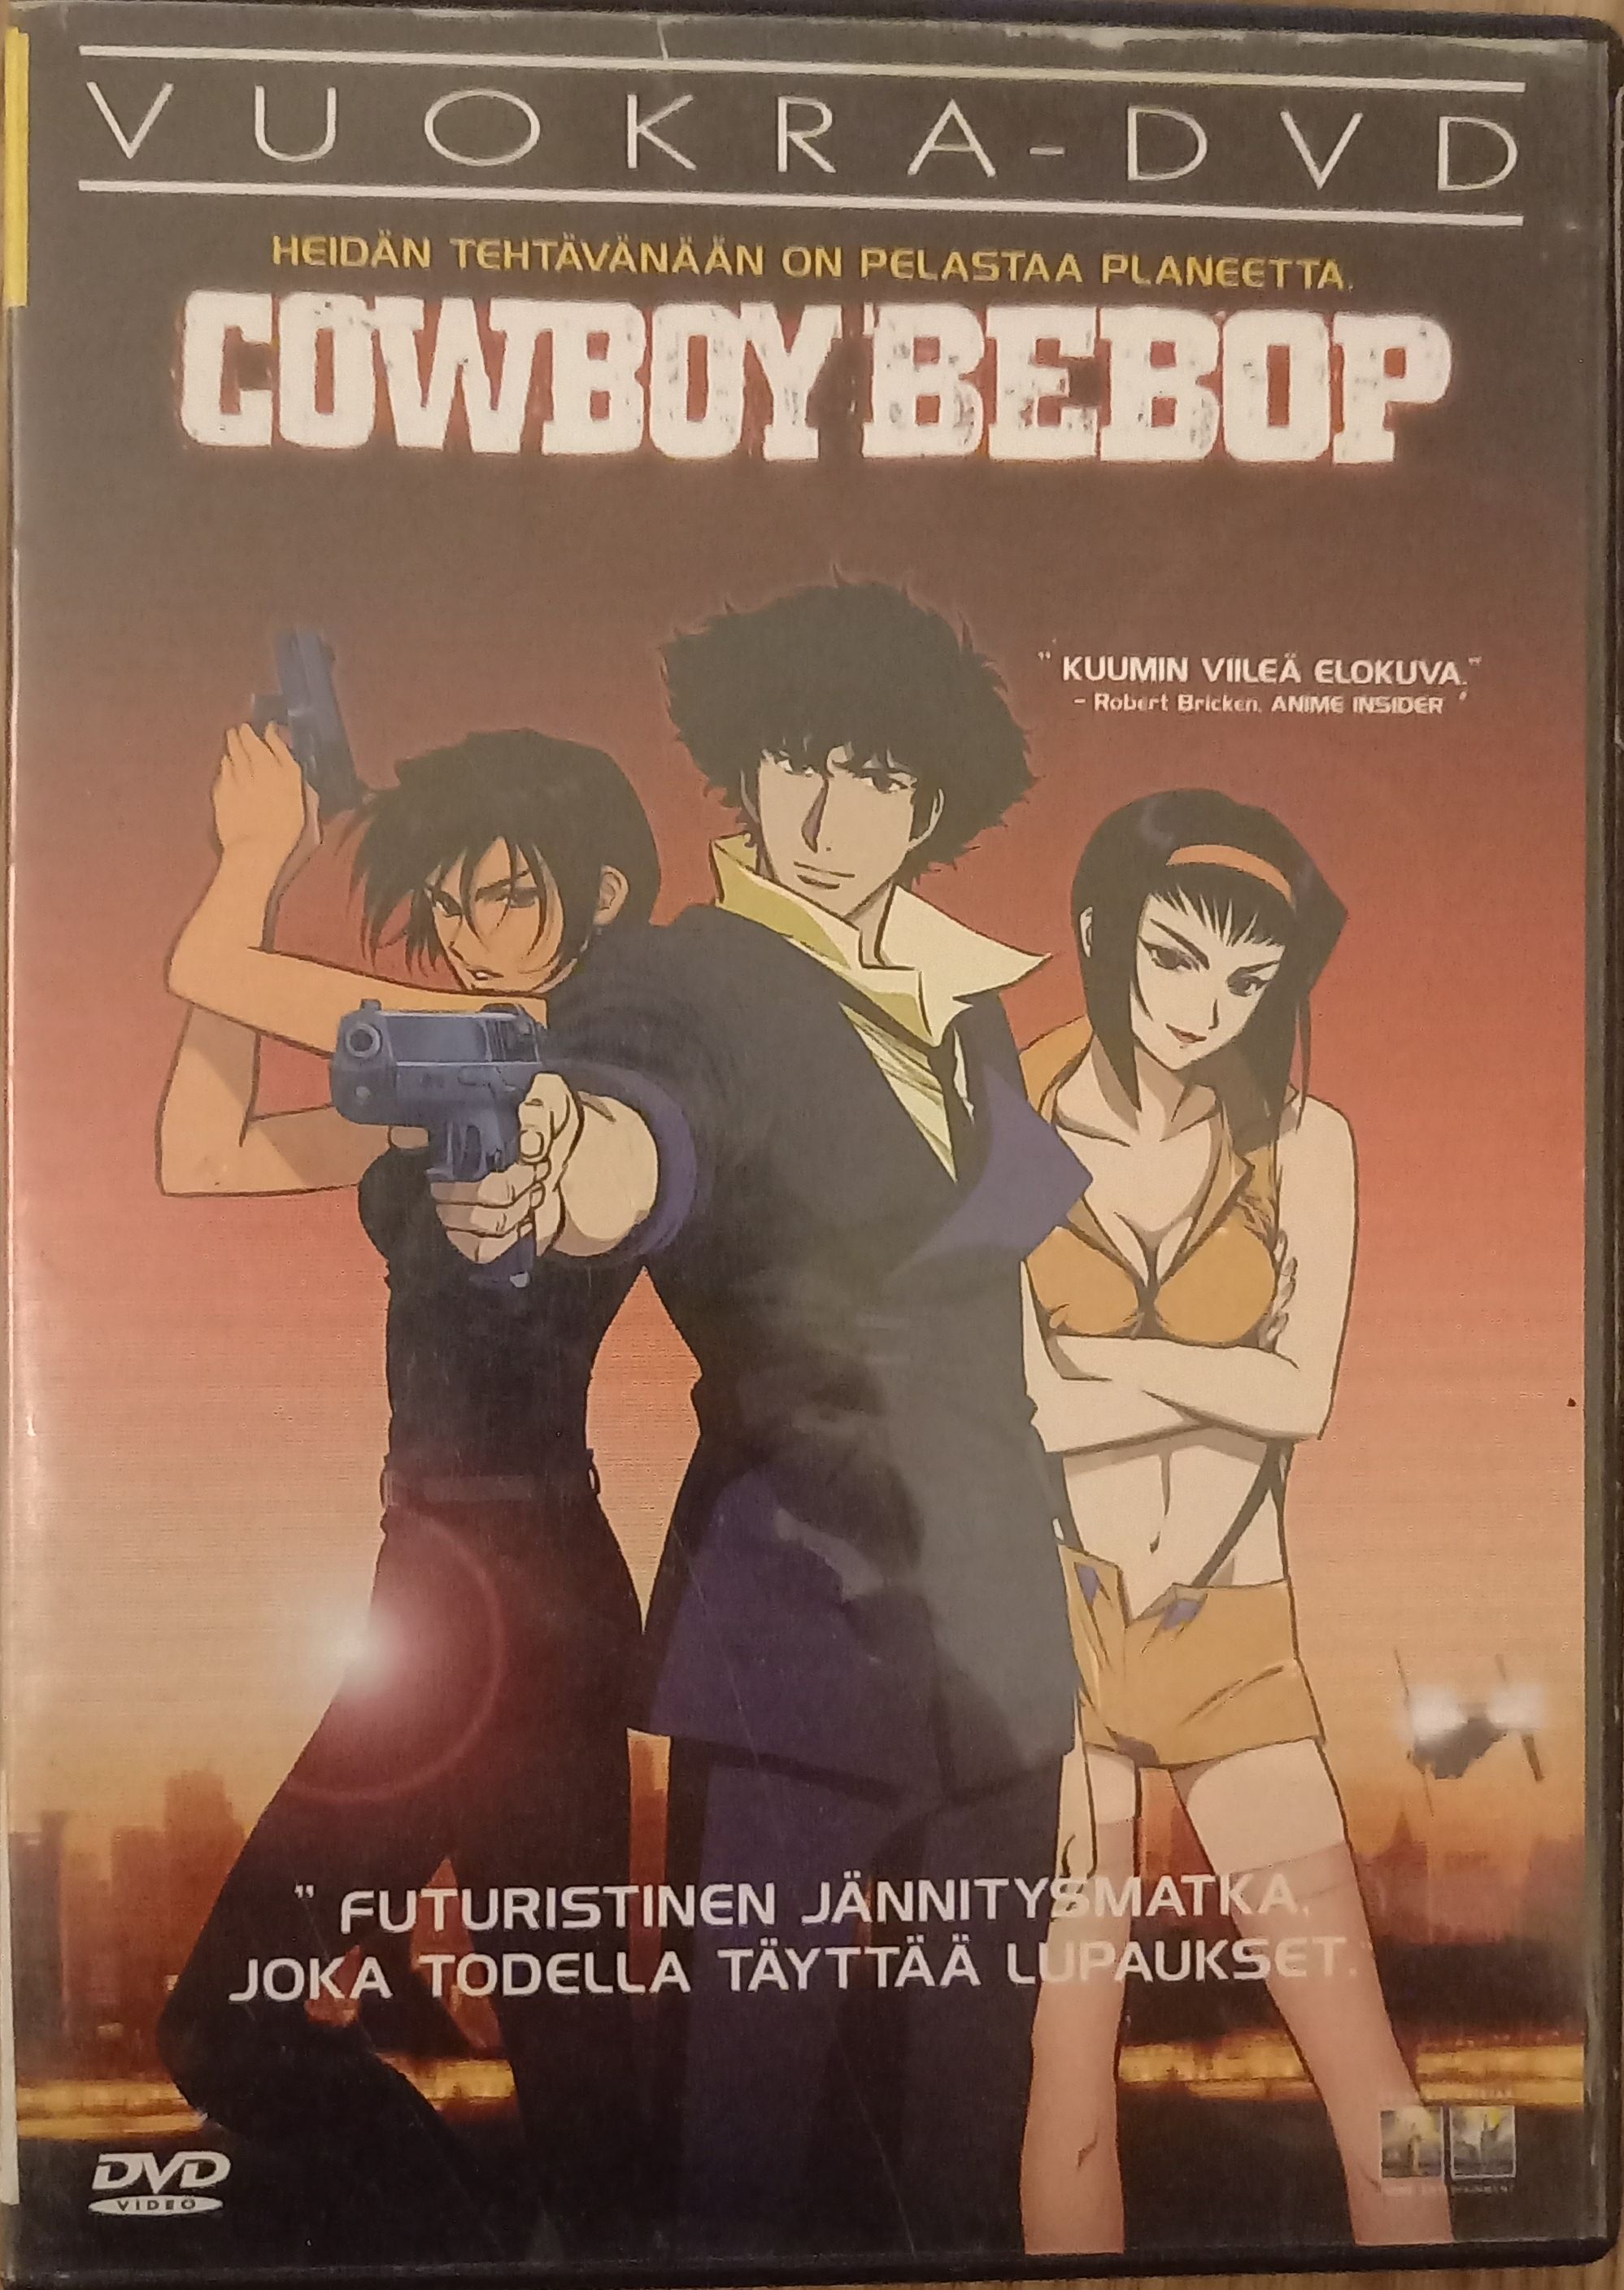 VUOKRA-DVD
HEIDÄN TEHTÄVÄNÄÄN ON PELASTAA PLANEETTA.
COWBOY BEBOP
" KUUMIN VIILEÄ ELOKUVA."
- Robert Bricken, ANIME INSIDER
" FUTURISTINEN JÄNNITYSMATKA,
JOKA TODELLA TÄYTTÄÄ LUPAUKSET."
DVD
VIDEO